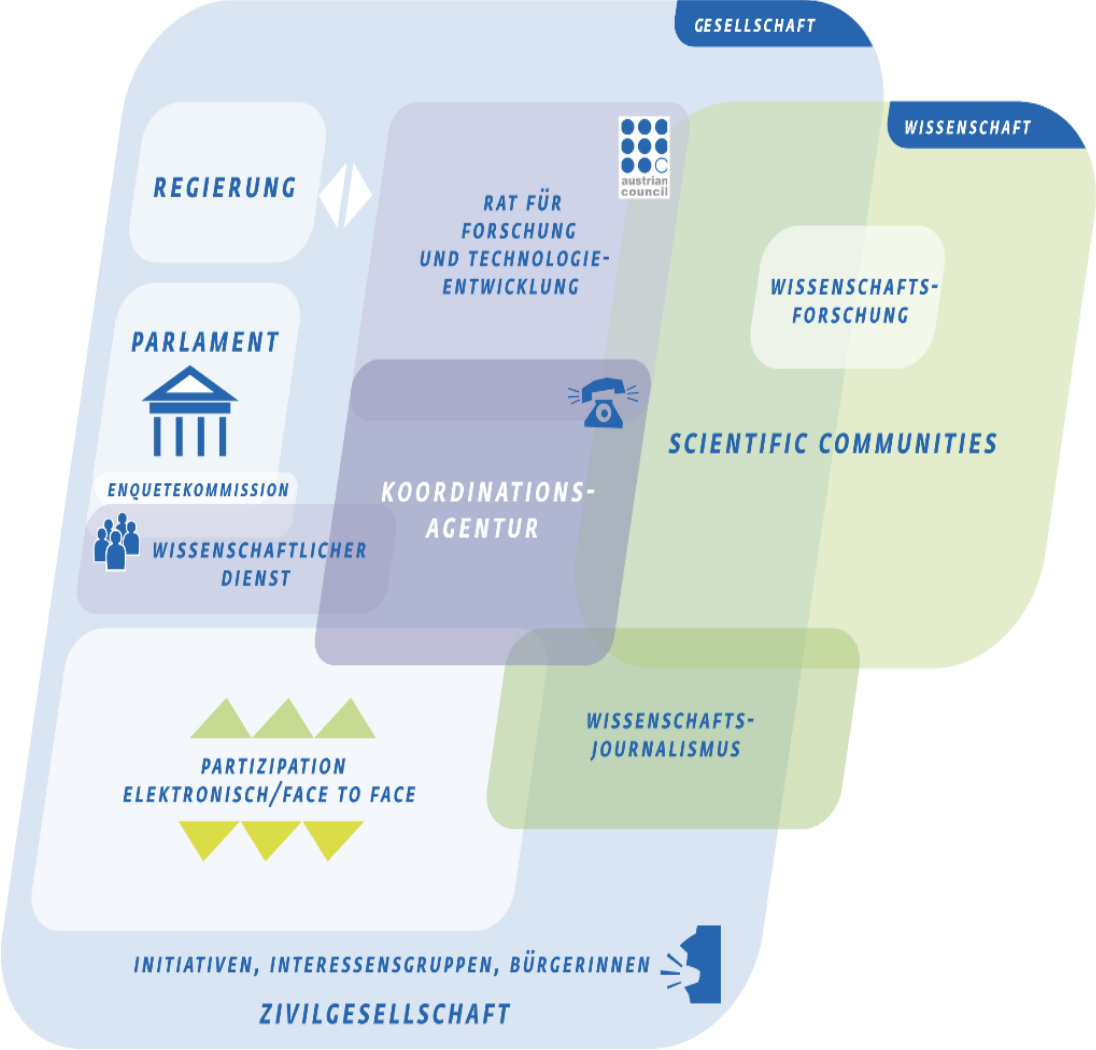 GESELLSCHAFT
WISSENSCHAFT
REGIERUNG
austrian
council
RAT FÜR
FORSCHUNG
UND TECHNOLOGIE-
ENTWICKLUNG
WISSENSCHAFTS-
FORSCHUNG
PARLAMENT
SCIENTIFIC COMMUNITIES
ENQUETEKOMMISSION
KOORDINATIONS-
AGENTUR
WISSENSCHAFTLICHER
DIENST
WISSENSCHAFTS-
JOURNALISMUS
PARTIZIPATION
ELEKTRONISCH/FACE TO FACE
INITIATIVEN, INTERESSENSGRUPPEN, BÜRGERINNEN
ZIVILGESELLSCHAFT